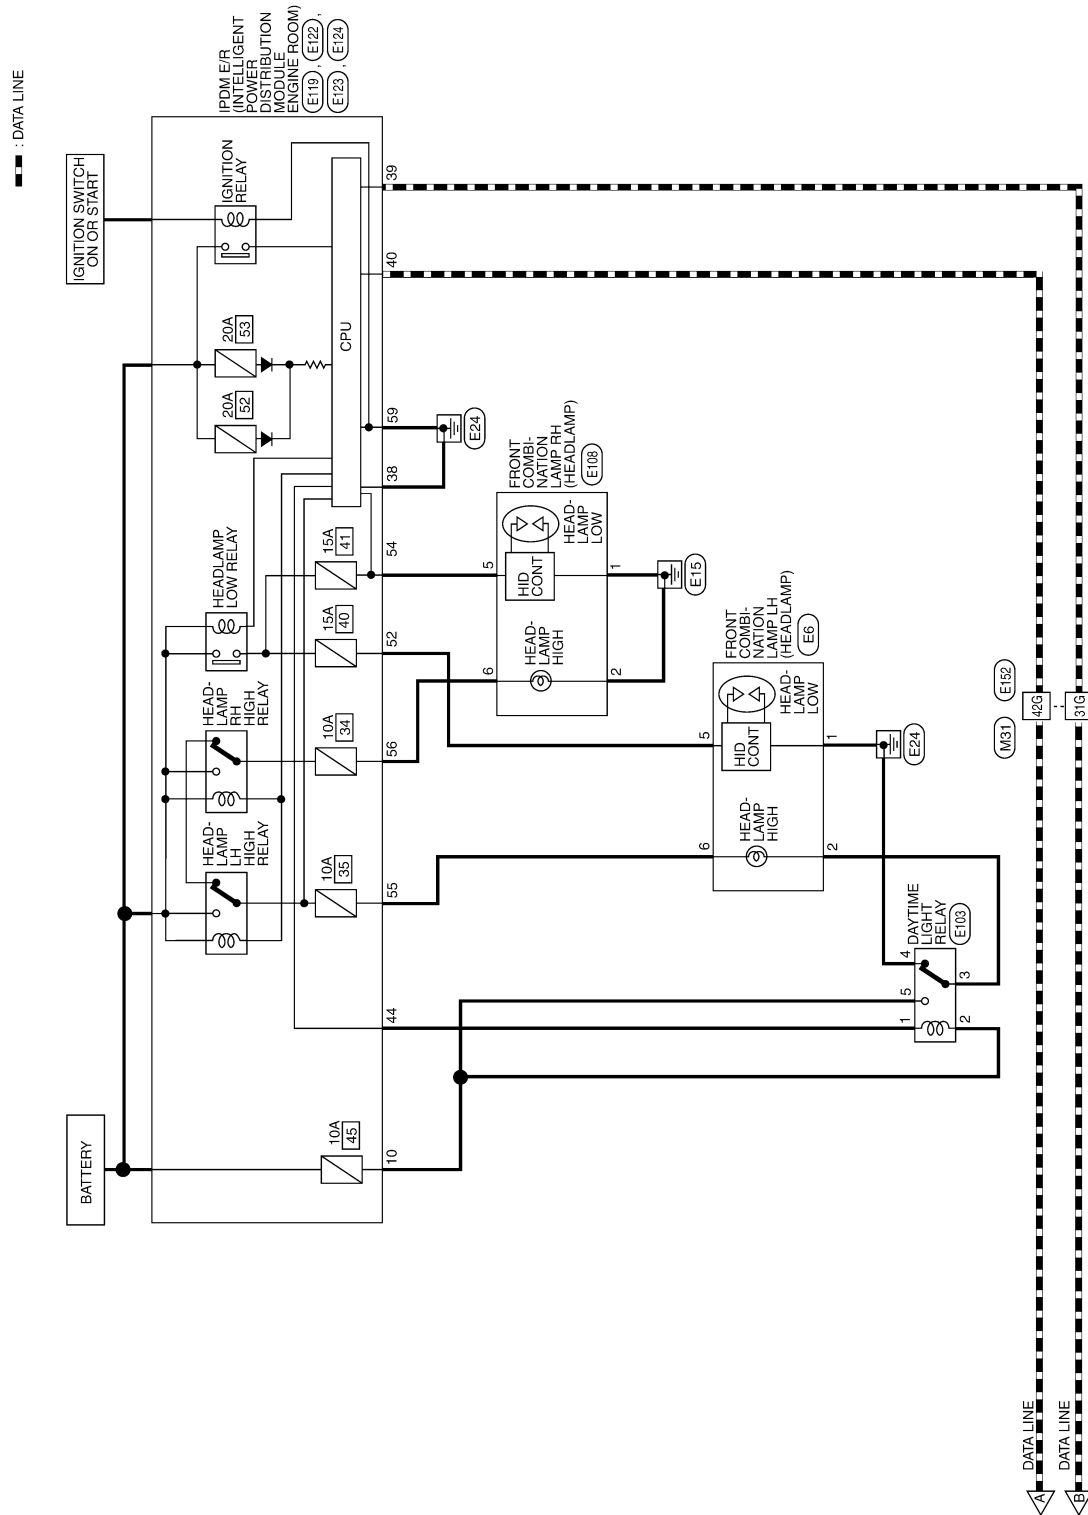 : DATA LINE
IGNITION SWITCH
ON OR START
BATTERY
IPDM E/R
(INTELLIGENT
POWER
DISTRIBUTION
MODULE
ENGINE ROOM)
E119 , E122 ,
E123 , E124
IGNITION
RELAY
20A
53
20A
52
CPU
HEADLAMP
LOW RELAY
HEAD-
LAMP
RH
HIGH
RELAY
HEAD-
LAMP
LH
HIGH
RELAY
15A
41
15A
40
10A
34
10A
35
10A
45
39
40
59
38
54
52
56
55
44
10
E24
FRONT
COMBI-
NATION
LAMP RH
(HEADLAMP)
E108
5
6
HID
CONT
HEAD-
LAMP
LOW
HEAD-
LAMP
HIGH
1
2
E15
FRONT
COMBI-
NATION
LAMP LH
(HEADLAMP)
E6
5
6
HID
CONT
HEAD-
LAMP
LOW
HEAD-
LAMP
HIGH
1
2
E24
DAYTIME
LIGHT
RELAY
E103
4
5
1
3
2
E152
M31
42G
31G
DATA LINE
A
DATA LINE
B